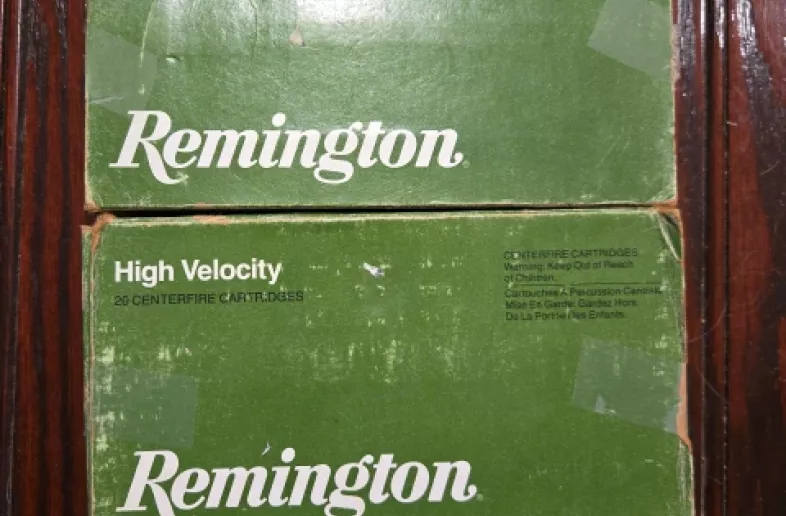 Remington®
High Velocity
20 CENTERFIRE CARTRIDGES
CENTERFIRE CARTRIDGES
Warning: Keep Out of Reach
of Children.
Cartouches À Percussion Centrale
Mise En Garde: Gardez Hors
De La Portée Des Enfants.
Remington®